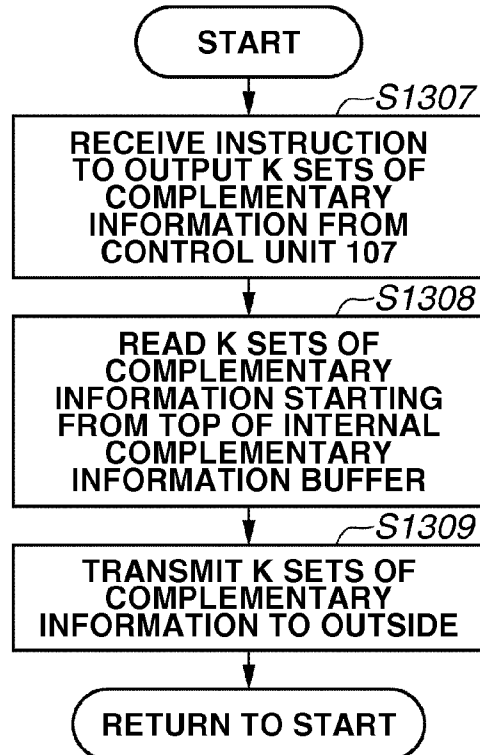 START
S1307
RECEIVE INSTRUCTION
TO OUTPUT K SETS OF
COMPLEMENTARY
INFORMATION FROM
CONTROL UNIT 107
S1308
READ K SETS OF
COMPLEMENTARY
INFORMATION STARTING
FROM TOP OF INTERNAL
COMPLEMENTARY
INFORMATION BUFFER
S1309
TRANSMIT K SETS OF
COMPLEMENTARY
INFORMATION TO OUTSIDE
RETURN TO START